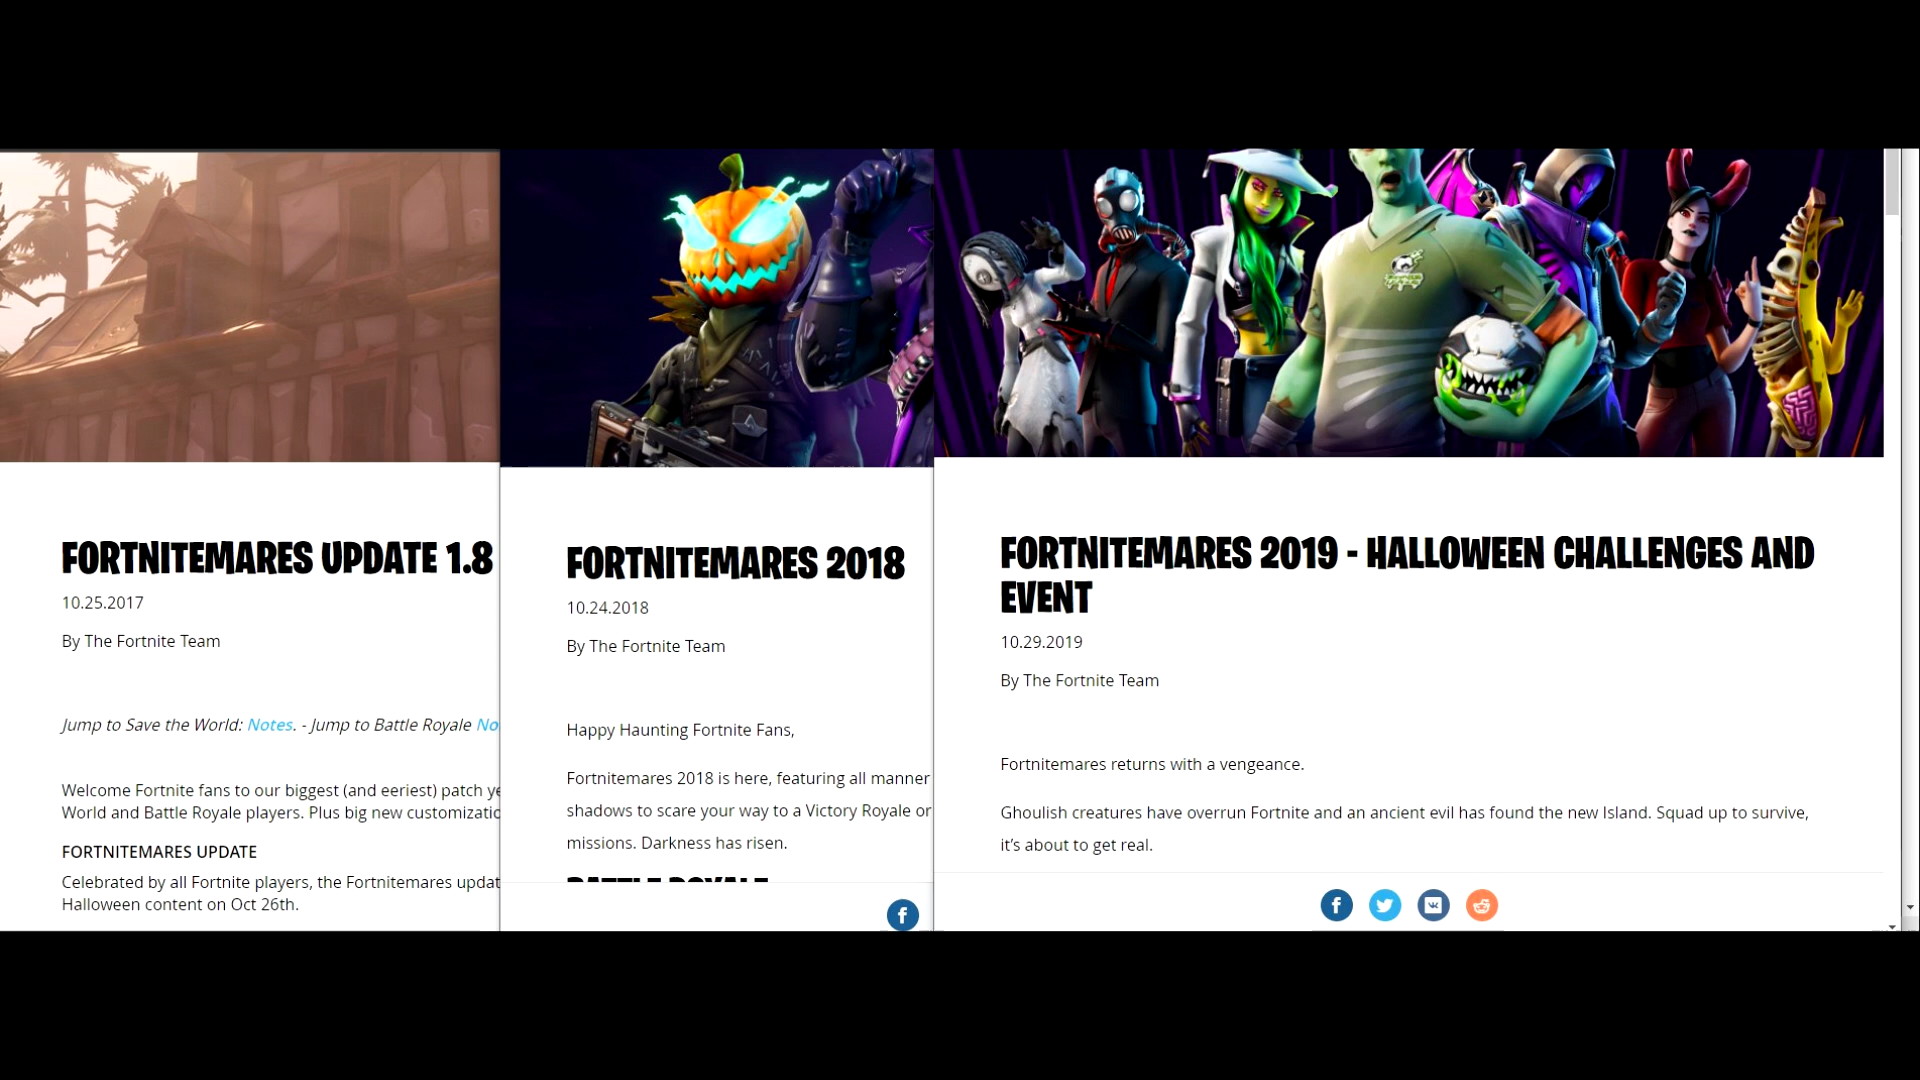 FORTNITEMARES UPDATE 1.8
10.25.2017
By The Fortnite Team
Jump to Save the World: Notes. - Jump to Battle Royale No
Welcome Fortnite fans to our biggest (and eeriest) patch ye
World and Battle Royale players. Plus big new customizatio
FORTNITEMARES UPDATE
Celebrated by all Fortnite players, the Fortnitemares updat
Halloween content on Oct 26th.
FORTNITEMARES 2018
10.24.2018
By The Fortnite Team
Happy Haunting Fortnite Fans,
Fortnitemares 2018 is here, featuring all manner
shadows to scare your way to a Victory Royale or
missions. Darkness has risen.
BATTLE ROYALE
FORTNITEMARES 2019 - HALLOWEEN CHALLENGES AND
EVENT
10.29.2019
By The Fortnite Team
Fortnitemares returns with a vengeance.
Ghoulish creatures have overrun Fortnite and an ancient evil has found the new Island. Squad up to survive,
it’s about to get real.